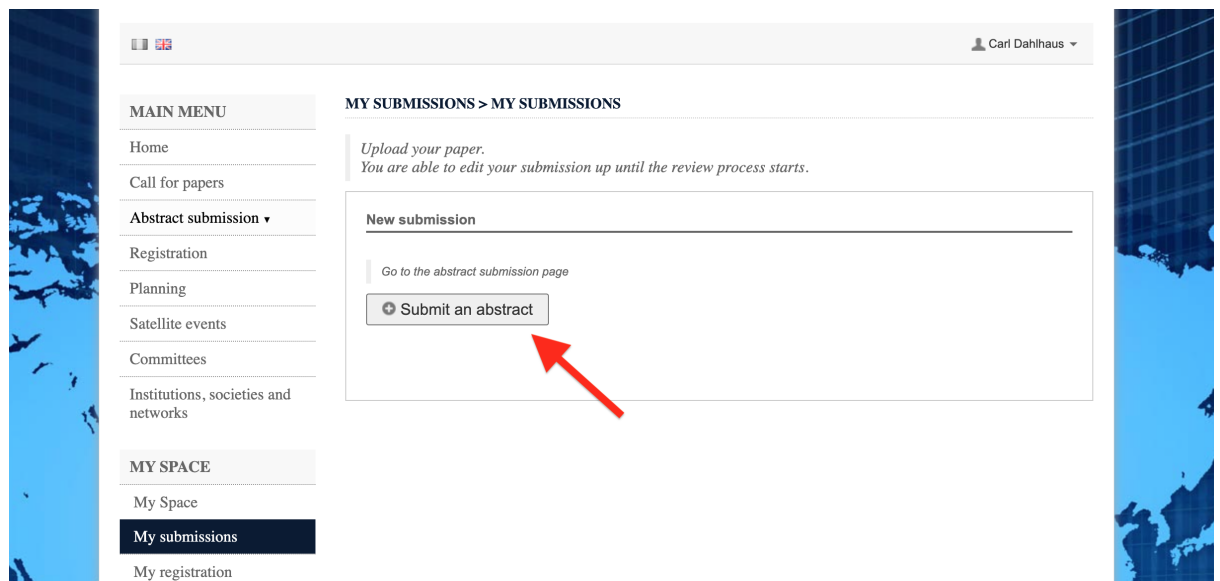 Carl Dahlhaus
MAIN MENU
Home
Call for papers
Abstract submission ▾
Registration
Planning
Satellite events
Committees
Institutions, societies and
networks
MY SPACE
My Space
My submissions
My registration
MY SUBMISSIONS > MY SUBMISSIONS
Upload your paper.
You are able to edit your submission up until the review process starts.
New submission
Go to the abstract submission page
Submit an abstract